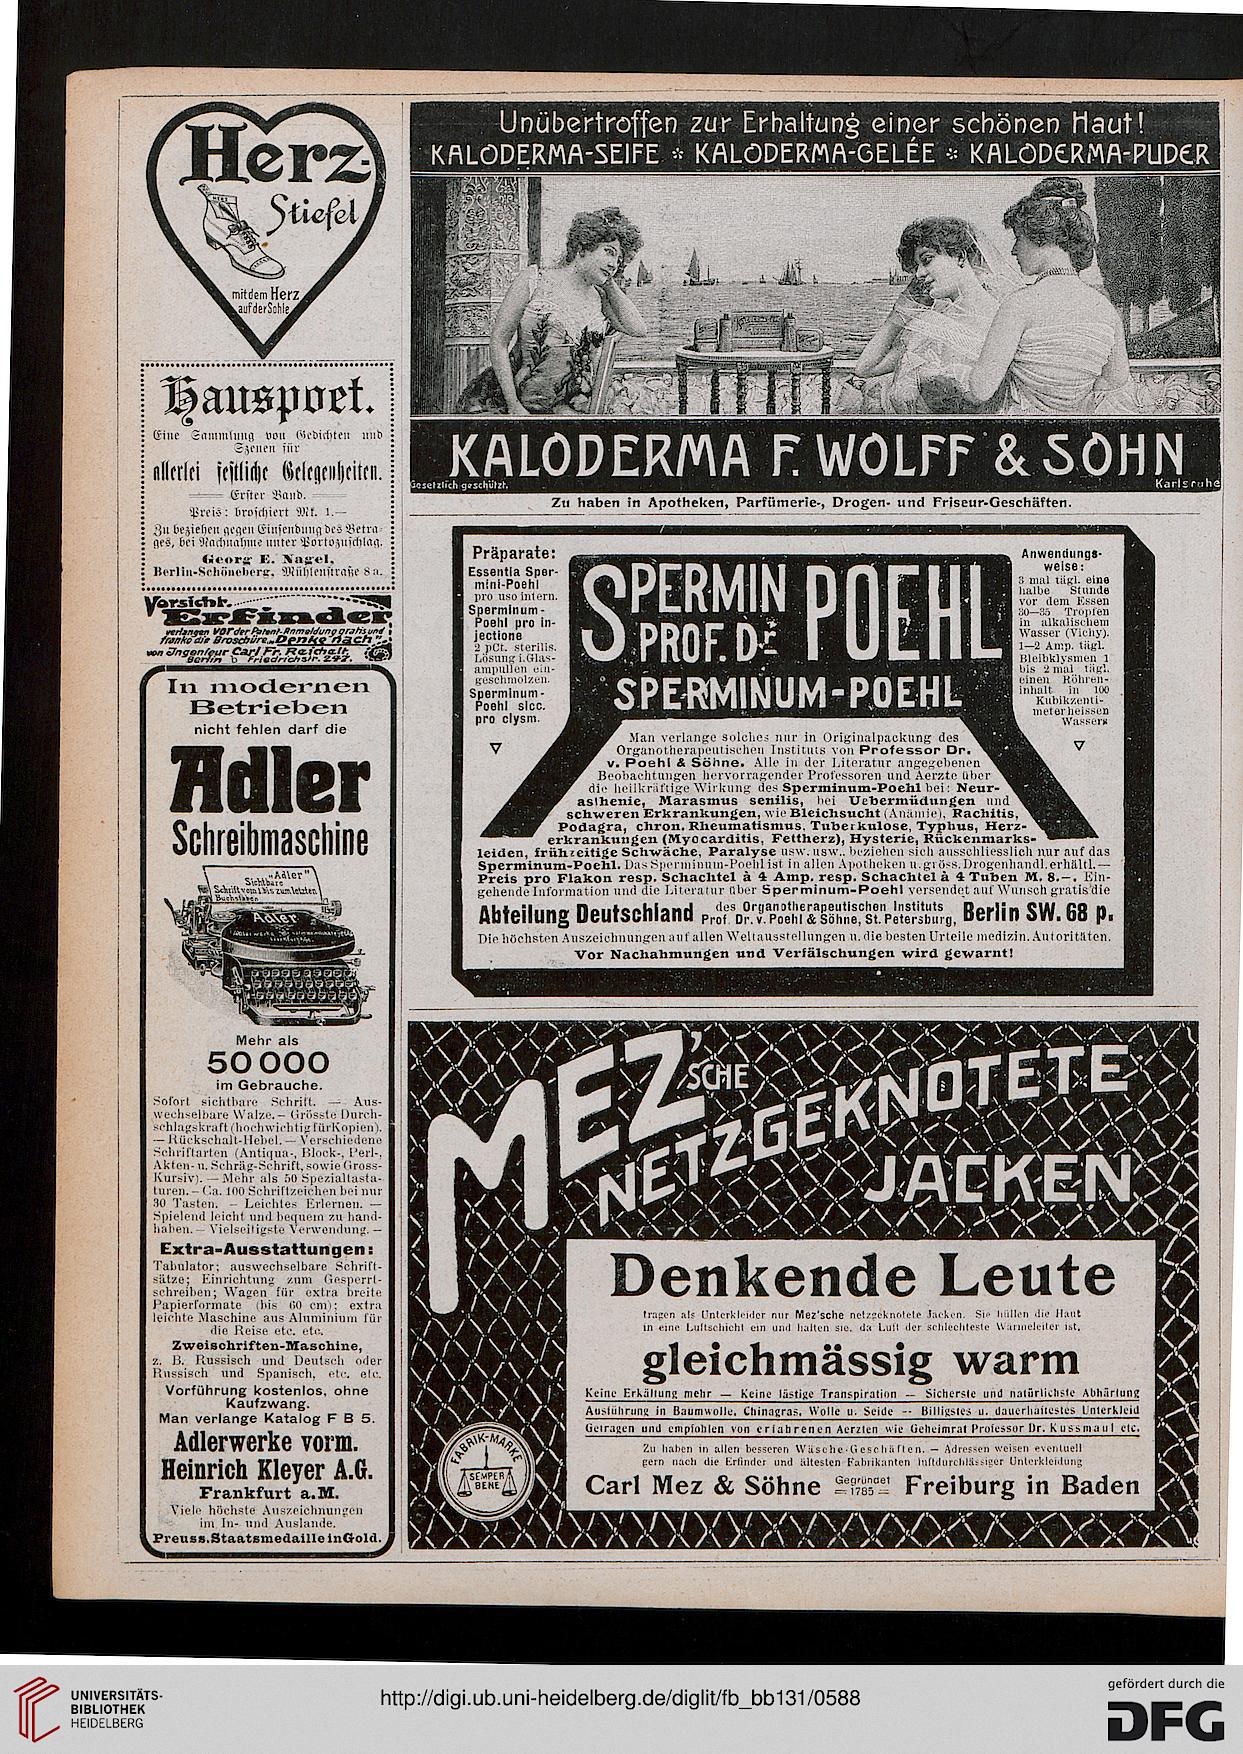 Herz-
Stiefel
mit dem Herz
auf der Sohle
Hauspoet.
Eine Sammlung von Gedichten und
Szenen für
allerlei festliche Gelegenheiten.
Erster Band.
Preis: broschiert Mk. 1.—
Zu beziehen gegen Einsendung des Betra-
ges, bei Nachnahme unter Portozuschlag.
Georg E. Nagel,
Berlin-Schöneberg, Mühlenstraße 8a.
Vorsicht.
Erfinder
verlangen vor der Patent-Anmeldung gratis und
franko die Broschüre „Denke nach".
von Ingenieur Carl Fr. Reichelt,
Berlin b Friedrichstr. 247.
In modernen
Betrieben
nicht fehlen darf die
Adler
Schreibmaschine
„Adler"
Sichtbare
Schrift vom 1 bis zum letzten
Buchstaben
Adler
Mehr als
50 000
im Gebrauche.
Sofort sichtbare Schrift. — Aus-
wechselbare Walze. — Grösste Durch-
schlagskraft (hochwichtig für Kopien).
— Rückschalt-Hebel. — Verschiedene
Schriftarten (Antiqua-, Block-, Perl-,
Akten- u. Schräg-Schrift, sowie Gross-
Kursiv). — Mehr als 50 Spezialtasta-
turen. — Ca. 100 Schriftzeichen bei nur
30 Tasten. — Leichtes Erlernen. —
Spielend leicht und bequem zu hand-
haben. — Vielseitigste Verwendung. —
Extra-Ausstattungen:
Tabulator; auswechselbare Schrift-
sätze; Einrichtung zum Gesperrt-
schreiben; Wagen für extra breite
Papierformate (bis 60 cm); extra
leichte Maschine aus Aluminium für
die Reise etc. etc.
Zweischriften-Maschine,
z. B. Russisch und Deutsch oder
Russisch und Spanisch, etc. etc.
Vorführung kostenlos, ohne
Kaufzwang.
Man verlange Katalog F B 5.
Adlerwerke vorm.
Heinrich Kleyer A.G.
Frankfurt a.M.
Viele höchste Auszeichnungen
im In- und Auslande.
Preuss. Staatsmedaille in Gold.
Unübertroffen zur Erhaltung einer schönen Haut!
KALODERMA-SEIFE * KALODERMA-GELÉE * KALODERMA-PUDER
KALODERMA F. WOLFF & SOHN
Gesetzlich geschützt.
Karlsruhe
Zu haben in Apotheken, Parfümerie-, Drogen- und Friseur-Geschäften.
Präparate:
Essentia Sper-
mini-Poehl
pro uso intern.
Sperminum-
Poehl pro in-
jectione
2 pCt. sterilis.
Lösung i. Glas-
ampullen ein-
geschmolzen.
Sperminum-
Poehl sicc.
pro clysm.
SPERMIN POEHL
PROF. Dr.
SPERMINUM-POEHL
Anwendungs-
weise:
3 mal tägl. eine
halbe Stunde
vor dem Essen
30—35 Tropfen
in alkalischem
Wasser (Vichy).
1—2 Amp. tägl.
Bleibklysmen 1
bis 2 mal tägl.
einen Röhren-
inhalt in 100
Kubikzenti-
meter heissen
Wassers
Man verlange solches nur in Originalpackung des
Organotherapeutischen Instituts von Professor Dr.
v. Poehl & Söhne. Alle in der Literatur angegebenen
Beobachtungen hervorragender Professoren und Aerzte über
die heilkräftige Wirkung des Sperminum-Poehl bei: Neur-
asthenie, Marasmus senilis, bei Uebermüdungen und
schweren Erkrankungen, wie Bleichsucht (Anämie), Rachitis,
Podagra, chron. Rheumatismus, Tuberkulose, Typhus, Herz-
erkrankungen (Myocarditis, Fettherz), Hysterie, Rückenmarks-
leiden, frühzeitige Schwäche, Paralyse usw. usw., beziehen sich ausschliesslich nur auf das
Sperminum-Poehl. Das Sperminum-Poehl ist in allen Apotheken u. gröss. Drogenhandl. erhältl. —
Preis pro Flakon resp. Schachtel à 4 Amp. resp. Schachtel à 4 Tuben M. 8.—. Ein-
gehende Information und die Literatur über Sperminum-Poehl versendet auf Wunsch gratis die
Abteilung Deutschland des Organotherapeutischen Instituts Prof. Dr. v. Poehl & Söhne, St. Petersburg, Berlin SW. 68 p.
Die höchsten Auszeichnungen auf allen Weltausstellungen u. die besten Urteile medizin. Autoritäten.
Vor Nachahmungen und Verfälschungen wird gewarnt!
MEZ'SCHE
NETZGEKNOTETE
JACKEN
Denkende Leute
tragen als Unterkleider nur Mez'sche netzgeknotete Jacken. Sie hüllen die Haut
in eine Luftschicht ein und halten sie, da Luft der schlechteste Wärmeleiter ist,
gleichmässig warm
Keine Erkältung mehr — Keine lästige Transpiration — Sicherste und natürlichste Abhärtung
Ausführung in Baumwolle, Chinagras, Wolle u. Seide — Billigstes u. dauerhaftestes Unterkleid
Getragen und empfohlen von erfahrenen Aerzten wie Geheimrat Professor Dr. Kussmaul etc.
Zu haben in allen besseren Wäsche-Geschäften. — Adressen weisen eventuell
gern nach die Erfinder und ältesten Fabrikanten luftdurchlässiger Unterkleidung
Carl Mez & Söhne Gegründet 1785 Freiburg in Baden
FABRIK-MARKE
SEMPER
BENE
UNIVERSITÄTS-
BIBLIOTHEK
HEIDELBERG
http://digi.ub.uni-heidelberg.de/diglit/fb_bb131/0588
gefördert durch die
DFG